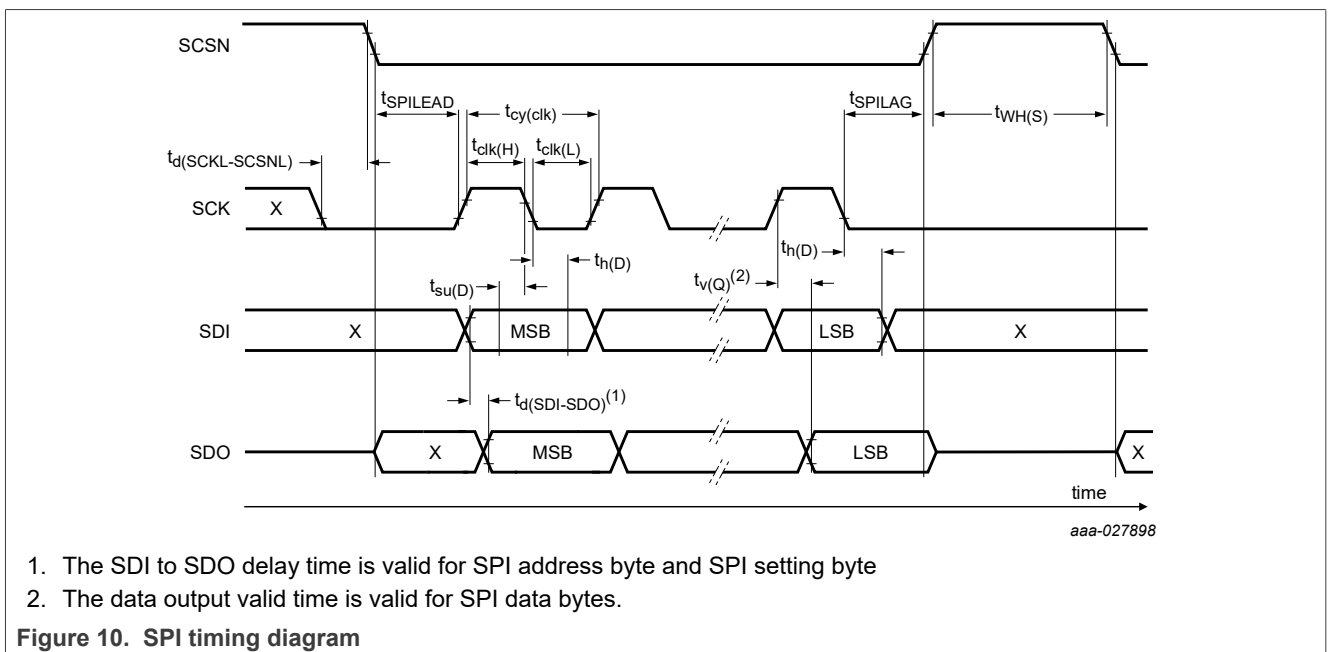 SCSN
tSPILEAD
tcy(clk)
tSPILAG
tWH(S)
td(SCKL-SCSNL)
tclk(H)
tclk(L)
SCK
X
th(D)
th(D)
tsu(D)
tv(Q)(2)
SDI
X
MSB
LSB
X
td(SDI-SDO)(1)
SDO
X
MSB
LSB
X
time
aaa-027898
1. The SDI to SDO delay time is valid for SPI address byte and SPI setting byte
2. The data output valid time is valid for SPI data bytes.
Figure 10. SPI timing diagram